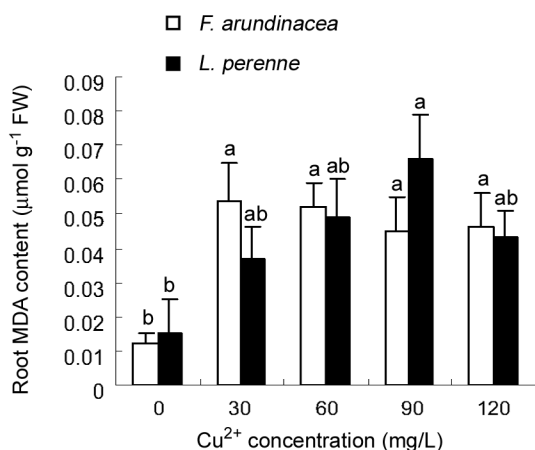 F. arundinacea
L. perenne
Root MDA content (μmol g⁻¹ FW)
0.09
0.08
0.07
0.06
0.05
0.04
0.03
0.02
0.01
0
b b
a ab
a ab
a a
a ab
0 30 60 90 120
Cu²⁺ concentration (mg/L)